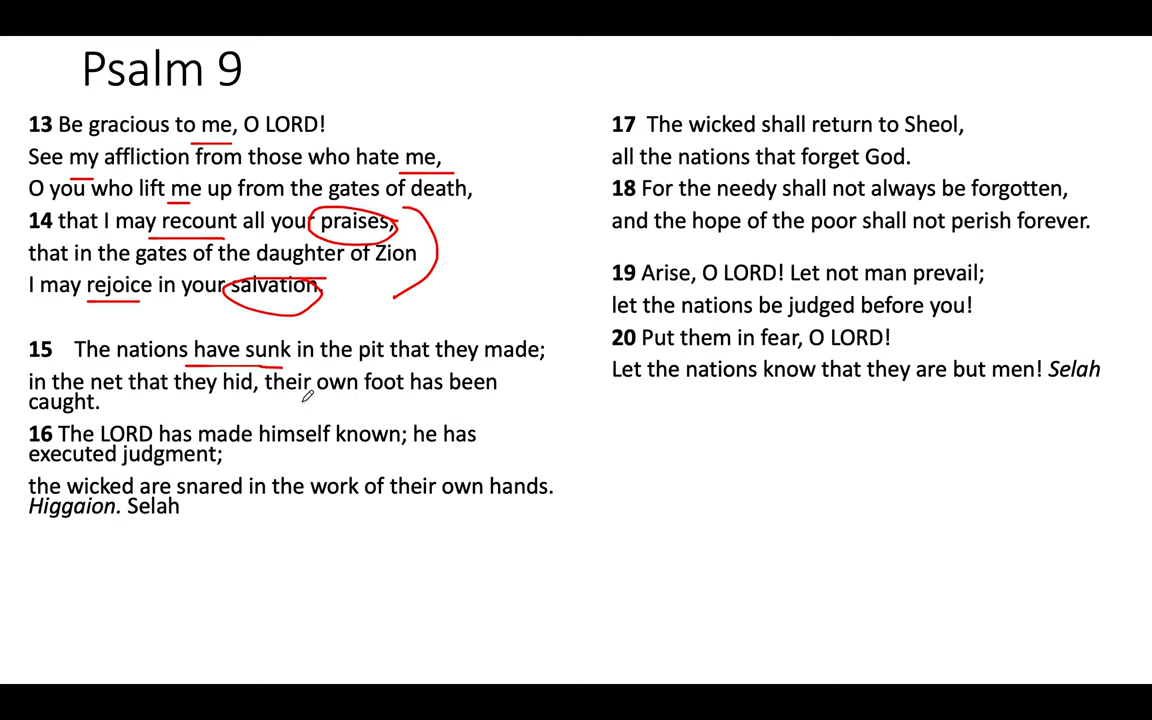 Psalm 9
13 Be gracious to me, O LORD!
See my affliction from those who hate me,
O you who lift me up from the gates of death,
14 that I may recount all your praises,
that in the gates of the daughter of Zion
I may rejoice in your salvation.
15 The nations have sunk in the pit that they made;
in the net that they hid, their own foot has been
caught.
16 The LORD has made himself known; he has
executed judgment;
the wicked are snared in the work of their own hands.
Higgaion. Selah
17 The wicked shall return to Sheol,
all the nations that forget God.
18 For the needy shall not always be forgotten,
and the hope of the poor shall not perish forever.
19 Arise, O LORD! Let not man prevail;
let the nations be judged before you!
20 Put them in fear, O LORD!
Let the nations know that they are but men! Selah